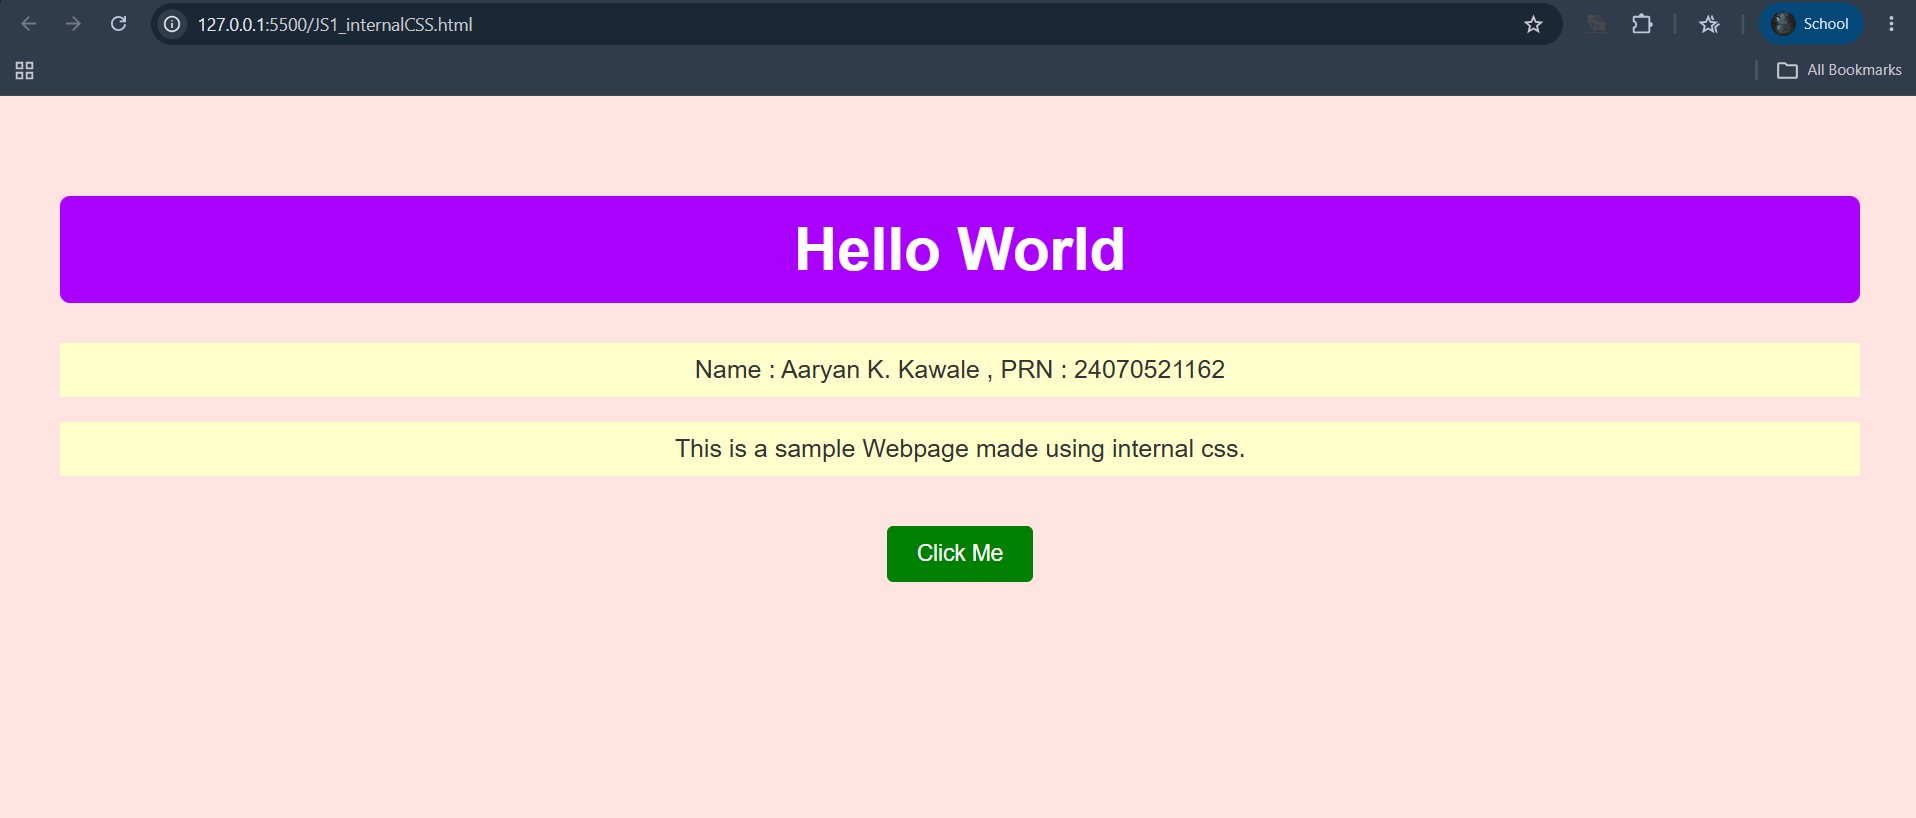 127.0.0.1:5500/JS1_internalCSS.html
School
All Bookmarks
Hello World
Name : Aaryan K. Kawale , PRN : 24070521162
This is a sample Webpage made using internal css.
Click Me